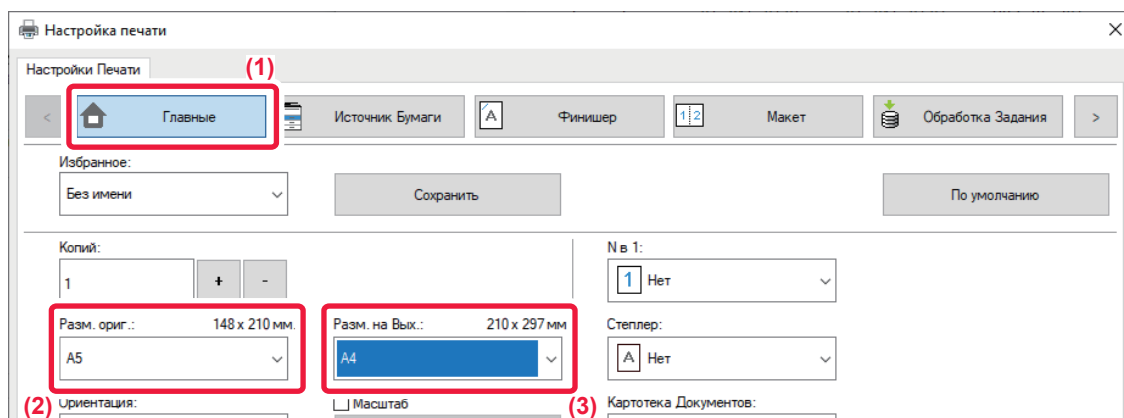 Настройка печати
Настройки Печати
(1)
<
Главные
Источник Бумаги
A
Финишер
1 2
Макет
Обработка Задания
>
Избранное:
Без имени
Сохранить
По умолчанию
Копий:
1
+
-
N в 1:
1
Нет
Разм. ориг.:
148 x 210 мм.
A5
Разм. на Вых.:
210 x 297 мм
A4
Степлер:
A
Нет
(2)
Ориентация:
Масштаб
(3)
Картотека Документов: